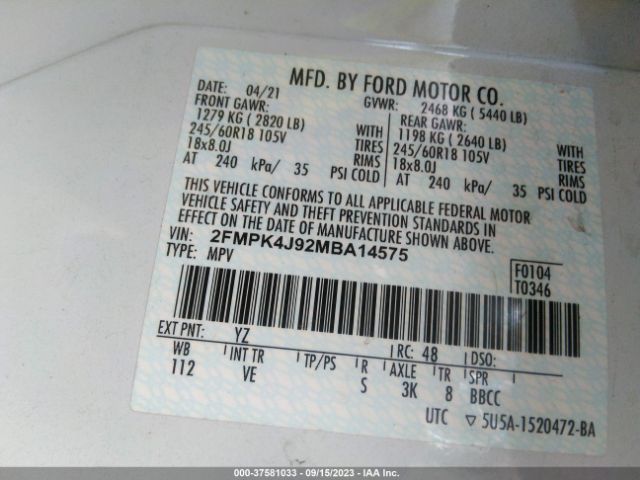 MFD. BY FORD MOTOR CO.
DATE: 04/21 GVWR: 2468 KG ( 5440 LB)
FRONT GAWR: REAR GAWR:
1279 KG ( 2820 LB) WITH 1198 KG ( 2640 LB) WITH
245/60R18 105V TIRES 245/60R18 105V TIRES
18x8.0J RIMS 18x8.0J RIMS
AT 240 kPa/ 35 PSI COLD AT 240 kPa/ 35 PSI COLD
THIS VEHICLE CONFORMS TO ALL APPLICABLE FEDERAL MOTOR
VEHICLE SAFETY AND THEFT PREVENTION STANDARDS IN
EFFECT ON THE DATE OF MANUFACTURE SHOWN ABOVE.
VIN: 2FMPK4J92MBA14575
TYPE: MPV F0104
T0346
EXT PNT: YZ RC: 48 DSO:
WB INT TR TP/PS R AXLE TR SPR
112 VE S 3K 8 BBCC
UTC ▽ 5U5A-1520472-BA
000-37581033 - 09/15/2023 - IAA Inc.